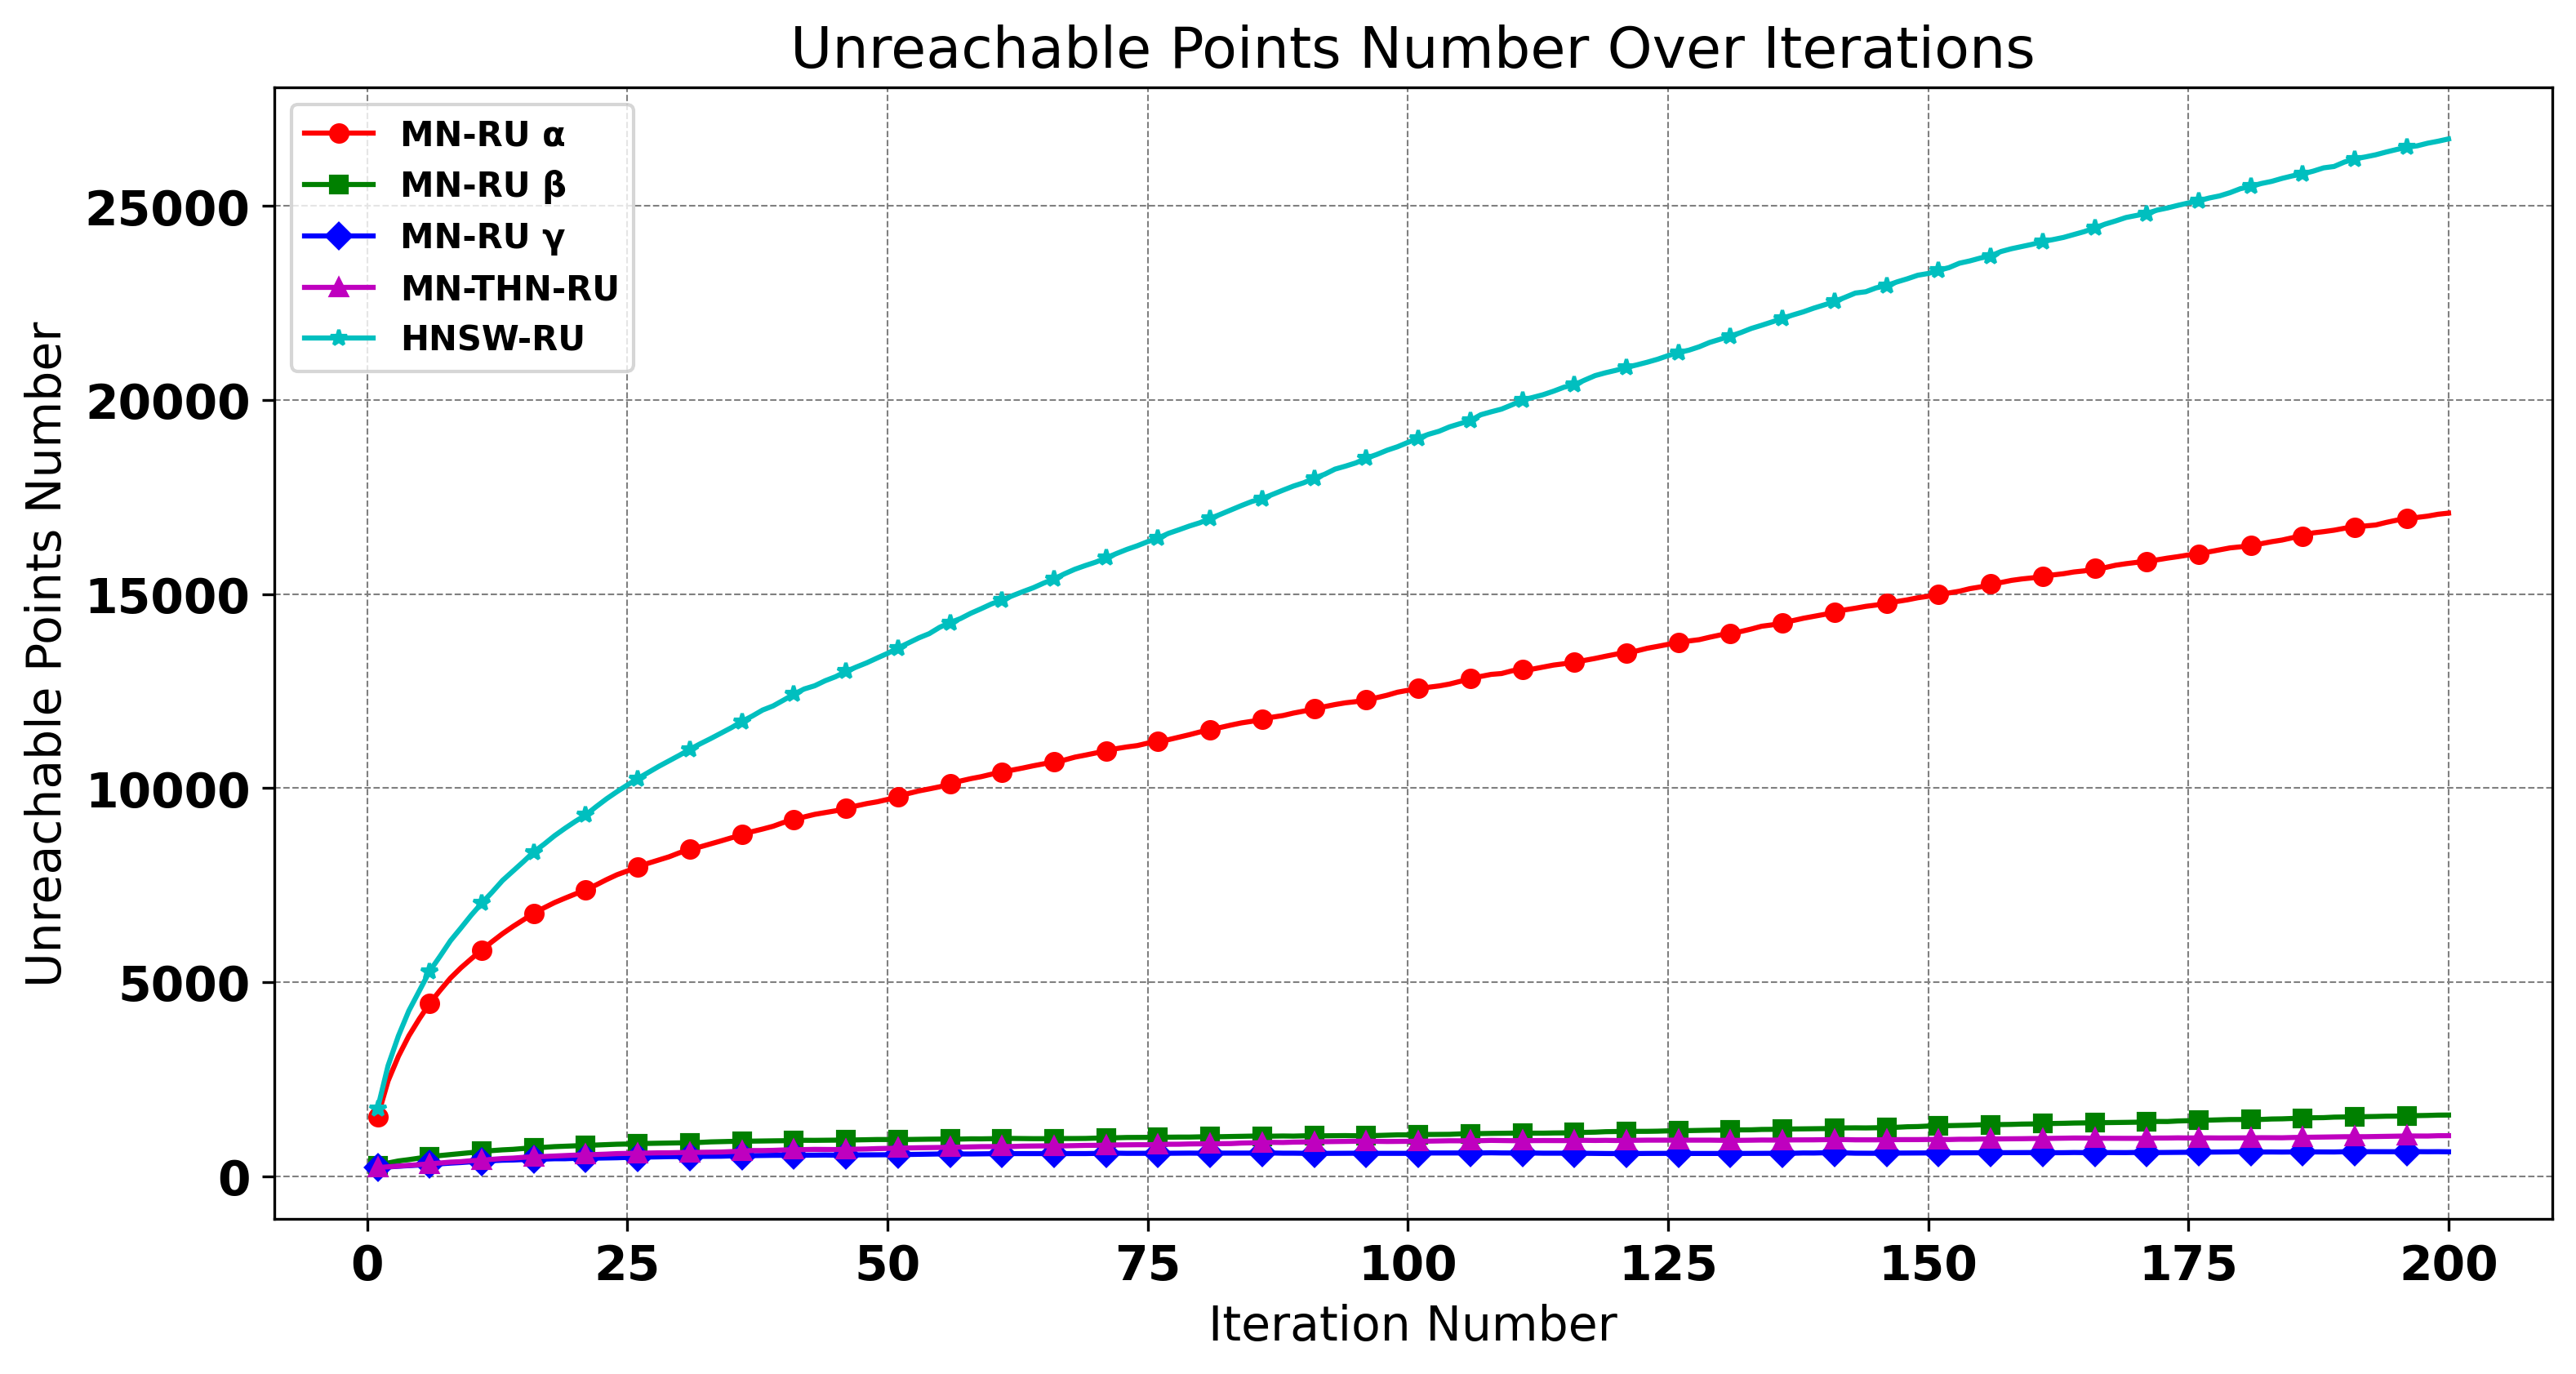 Unreachable Points Number Over Iterations
MN-RU α
MN-RU β
MN-RU γ
MN-THN-RU
HNSW-RU
Unreachable Points Number
25000
20000
15000
10000
5000
0
0 25 50 75 100 125 150 175 200
Iteration Number